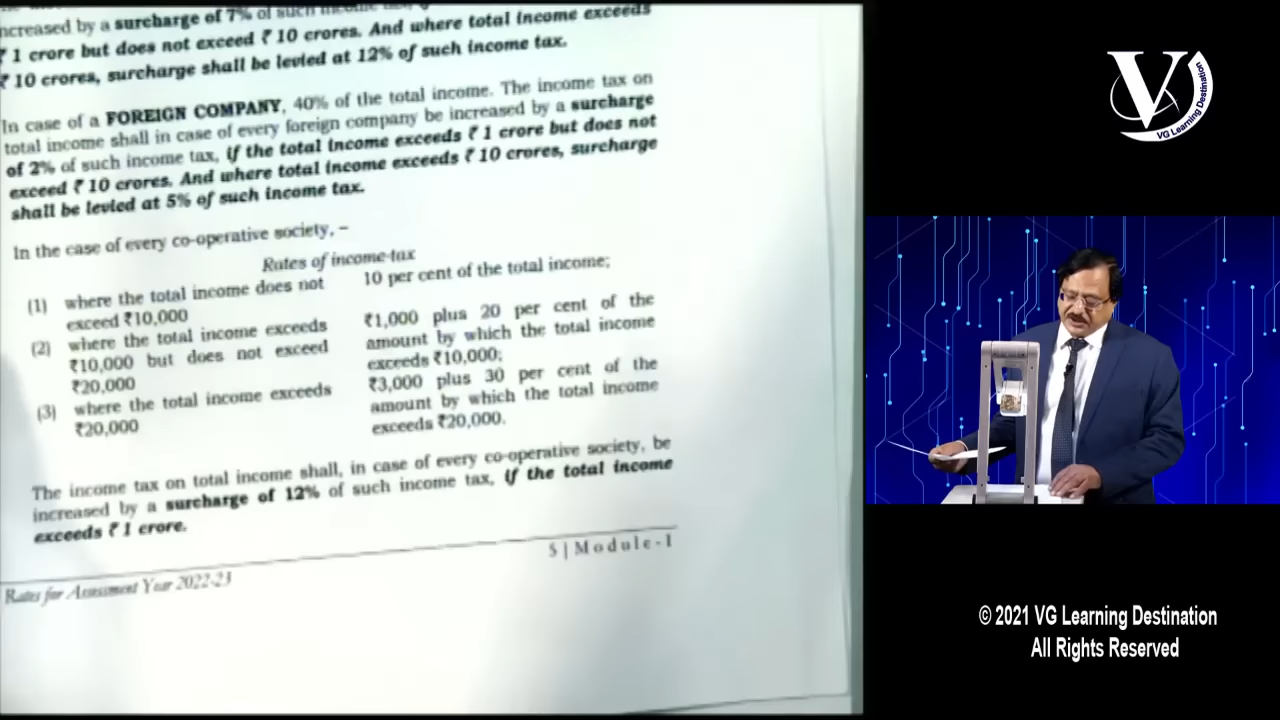 ncreased by a surcharge of 7% of such
₹ 1 crore but does not exceed ₹ 10 crores. And where total income exceeds
₹ 10 crores, surcharge shall be levied at 12% of such income tax.
In case of a FOREIGN COMPANY, 40% of the total income. The income tax on
total income shall in case of every foreign company be increased by a surcharge
of 2% of such income tax, if the total income exceeds ₹ 1 crore but does not
exceed ₹ 10 crores. And where total income exceeds ₹ 10 crores, surcharge
shall be levied at 5% of such income tax.
In the case of every co-operative society, –
Rates of income-tax
(1) where the total income does not exceed ₹10,000
10 per cent of the total income;
(2) where the total income exceeds ₹10,000 but does not exceed ₹20,000
₹1,000 plus 20 per cent of the amount by which the total income exceeds ₹10,000;
(3) where the total income exceeds ₹20,000
₹3,000 plus 30 per cent of the amount by which the total income exceeds ₹20,000.
The income tax on total income shall, in case of every co-operative society, be
increased by a surcharge of 12% of such income tax, if the total income
exceeds ₹ 1 crore.
5 | Module-1
Rates for Assessment Year 2022-23
V
VG Learning Destination
© 2021 VG Learning Destination
All Rights Reserved